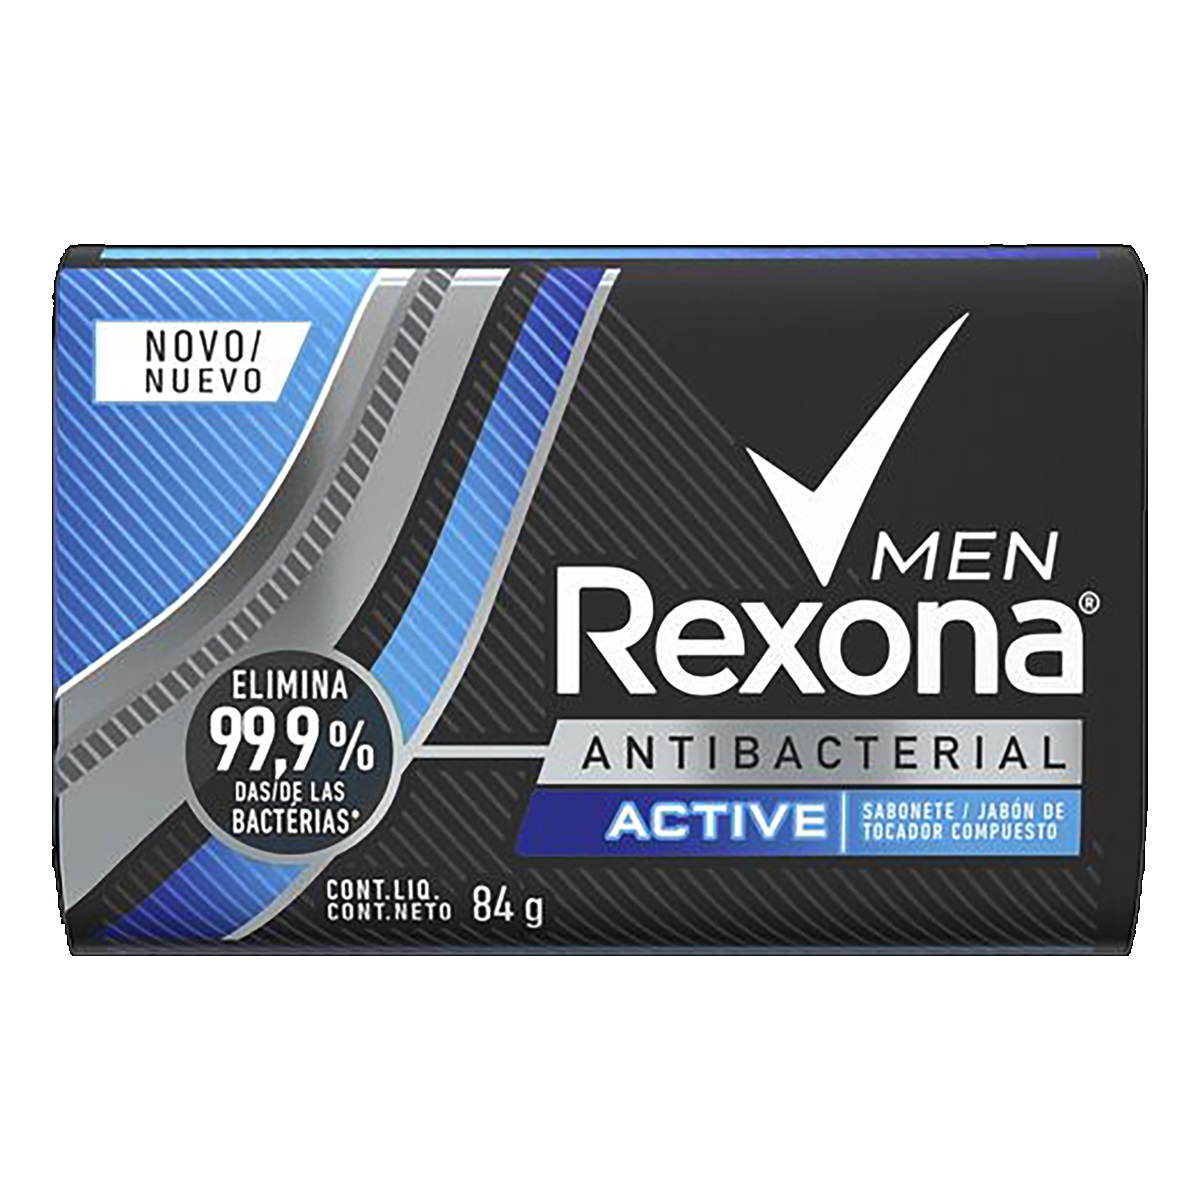 NOVO/
NUEVO
MEN
Rexona®
ANTIBACTERIAL
ACTIVE
SABONETE / JABÓN DE
TOCADOR COMPUESTO
ELIMINA
99,9%
DAS/DE LAS
BACTÉRIAS*
CONT.LIQ.
CONT.NETO
84 g